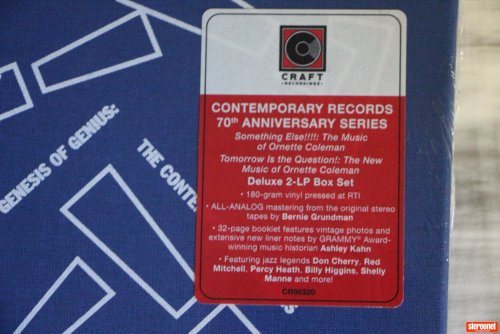 CRAFT
RECORDINGS
CONTEMPORARY RECORDS
70th ANNIVERSARY SERIES
Something Else!!!!: The Music
of Ornette Coleman
Tomorrow Is the Question!: The New
Music of Ornette Coleman
Deluxe 2-LP Box Set
• 180-gram vinyl pressed at RTI
• ALL-ANALOG mastering from the original stereo
tapes by Bernie Grundman
• 32-page booklet features vintage photos and
extensive new liner notes by GRAMMY® Award-
winning music historian Ashley Kahn
• Featuring jazz legends Don Cherry, Red
Mitchell, Percy Heath, Billy Higgins, Shelly
Manne and more!
CR00320
GENESIS OF GENIUS:
THE CONTE
S
stereonet